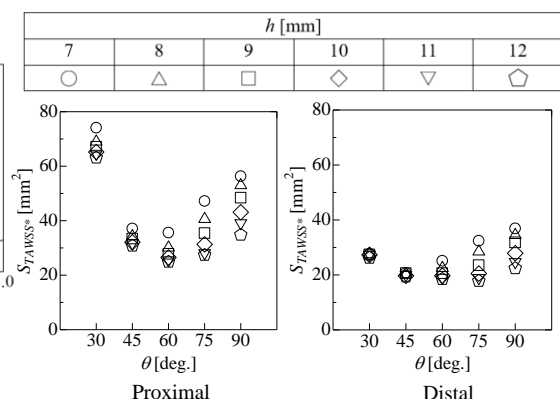 h [mm]
7 8 9 10 11 12
80 80
60 60
40 40
20 20
0 0
S_TAWSS* [mm²] S_TAWSS* [mm²]
.0
30 45 60 75 90 30 45 60 75 90
θ [deg.] θ [deg.]
Proximal Distal